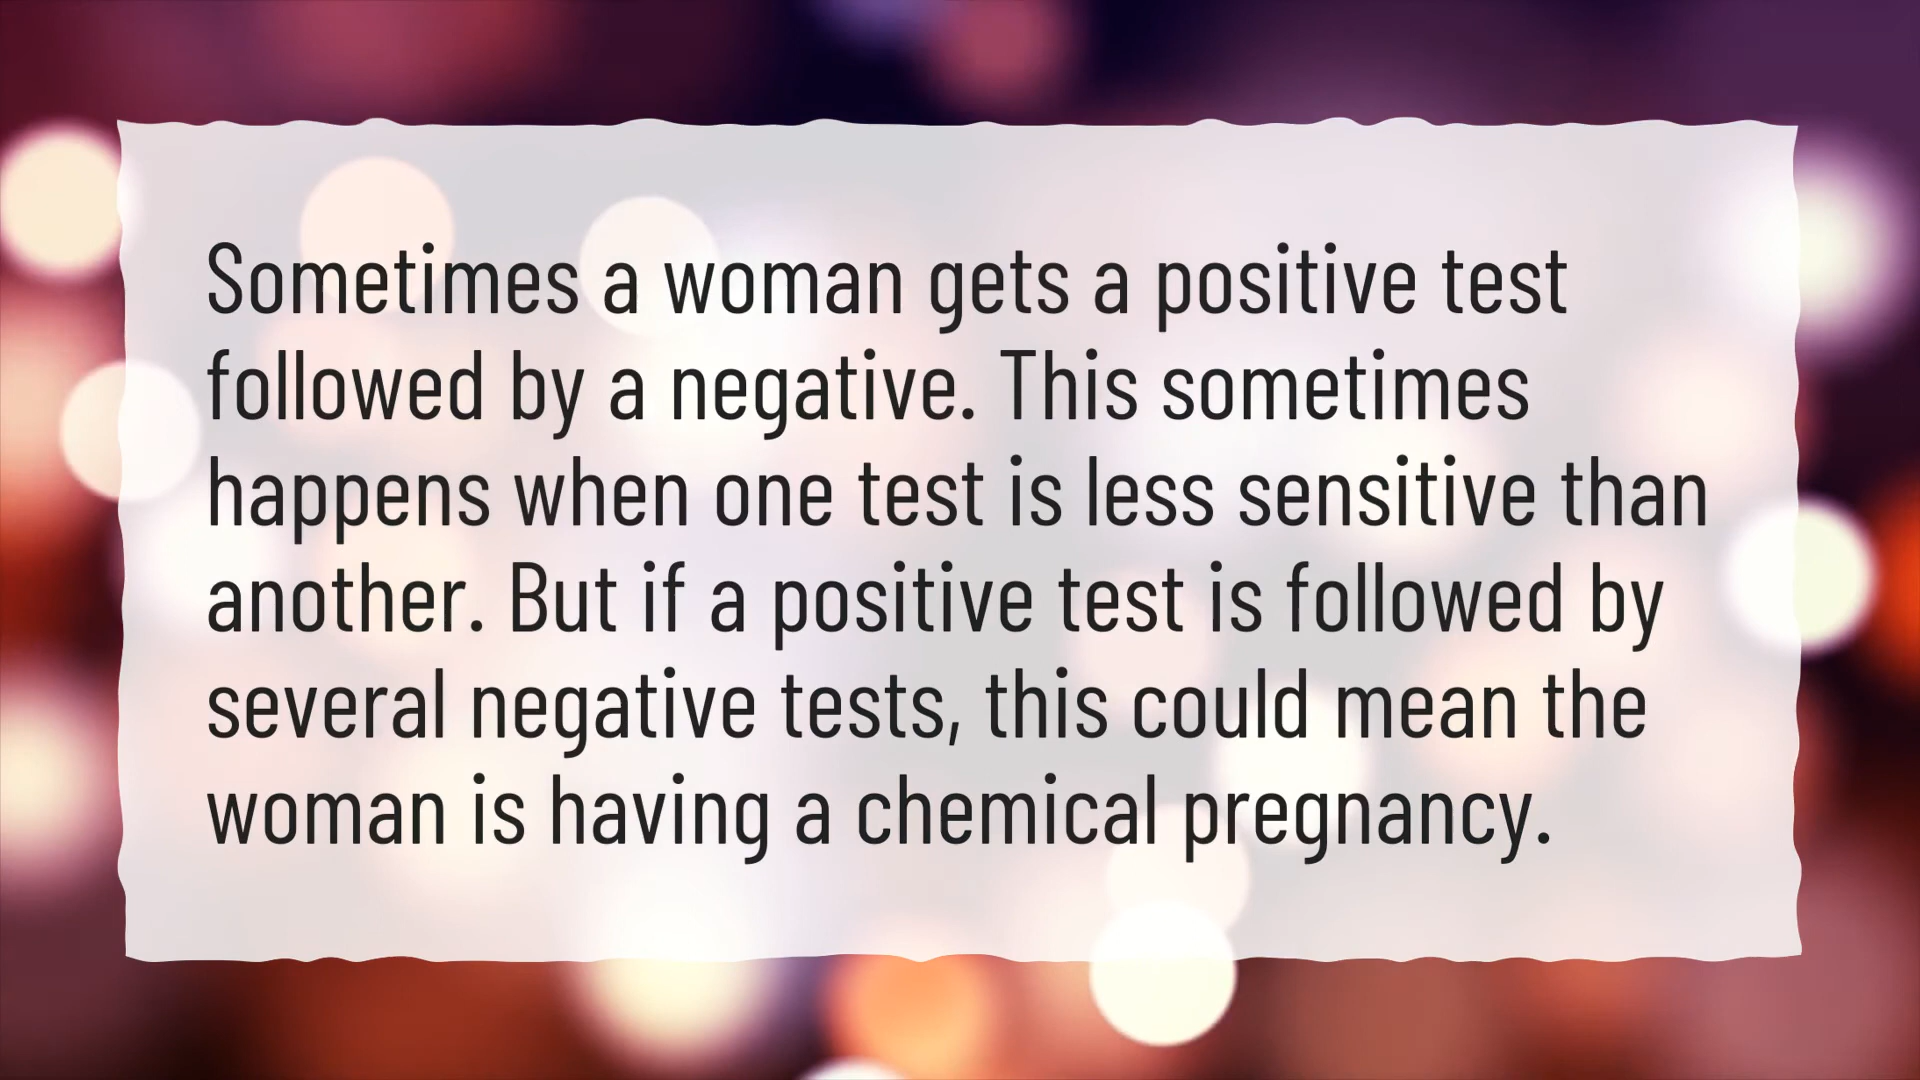 Sometimes a woman gets a positive test
followed by a negative. This sometimes
happens when one test is less sensitive than
another. But if a positive test is followed by
several negative tests, this could mean the
woman is having a chemical pregnancy.